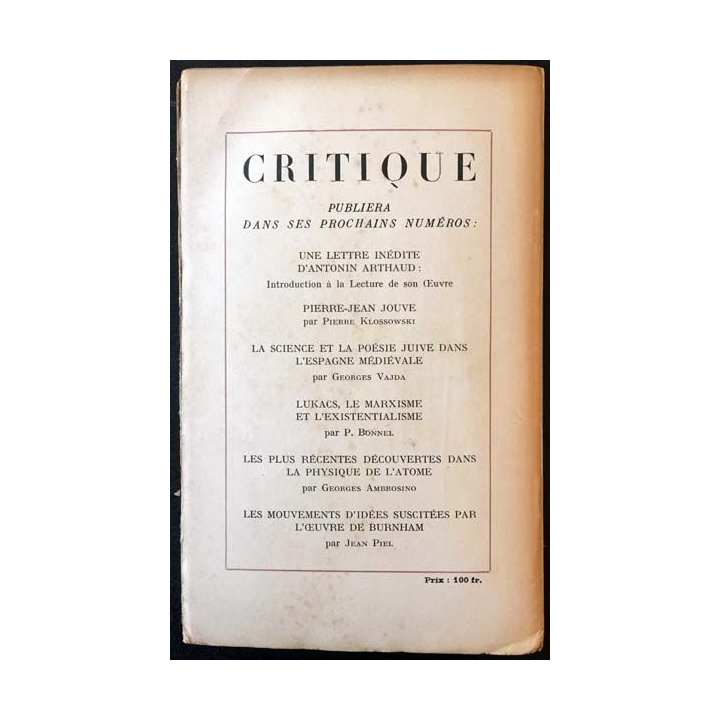 CRITIQUE
PUBLIERA
DANS SES PROCHAINS NUMÉROS :
UNE LETTRE INÉDITE
D'ANTONIN ARTHAUD :
Introduction à la Lecture de son Œuvre
PIERRE-JEAN JOUVE
par Pierre Klossowski
LA SCIENCE ET LA POÉSIE JUIVE DANS
L'ESPAGNE MÉDIÉVALE
par Georges Vajda
LUKACS, LE MARXISME
ET L'EXISTENTIALISME
par P. Bonnel
LES PLUS RÉCENTES DÉCOUVERTES DANS
LA PHYSIQUE DE L'ATOME
par Georges Ambrosino
LES MOUVEMENTS D'IDÉES SUSCITÉES PAR
L'ŒUVRE DE BURNHAM
par Jean Piel
Prix : 100 fr.